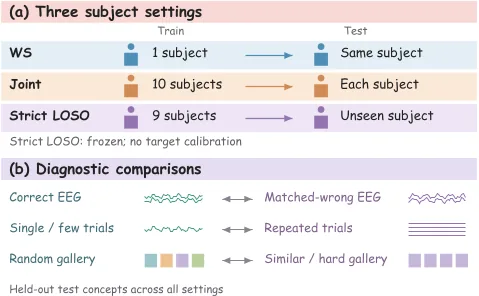 (a) Three subject settings
Train Test
WS 1 subject Same subject
Joint 10 subjects Each subject
Strict LOSO 9 subjects Unseen subject
Strict LOSO: frozen; no target calibration
(b) Diagnostic comparisons
Correct EEG Matched-wrong EEG
Single / few trials Repeated trials
Random gallery Similar / hard gallery
Held-out test concepts across all settings